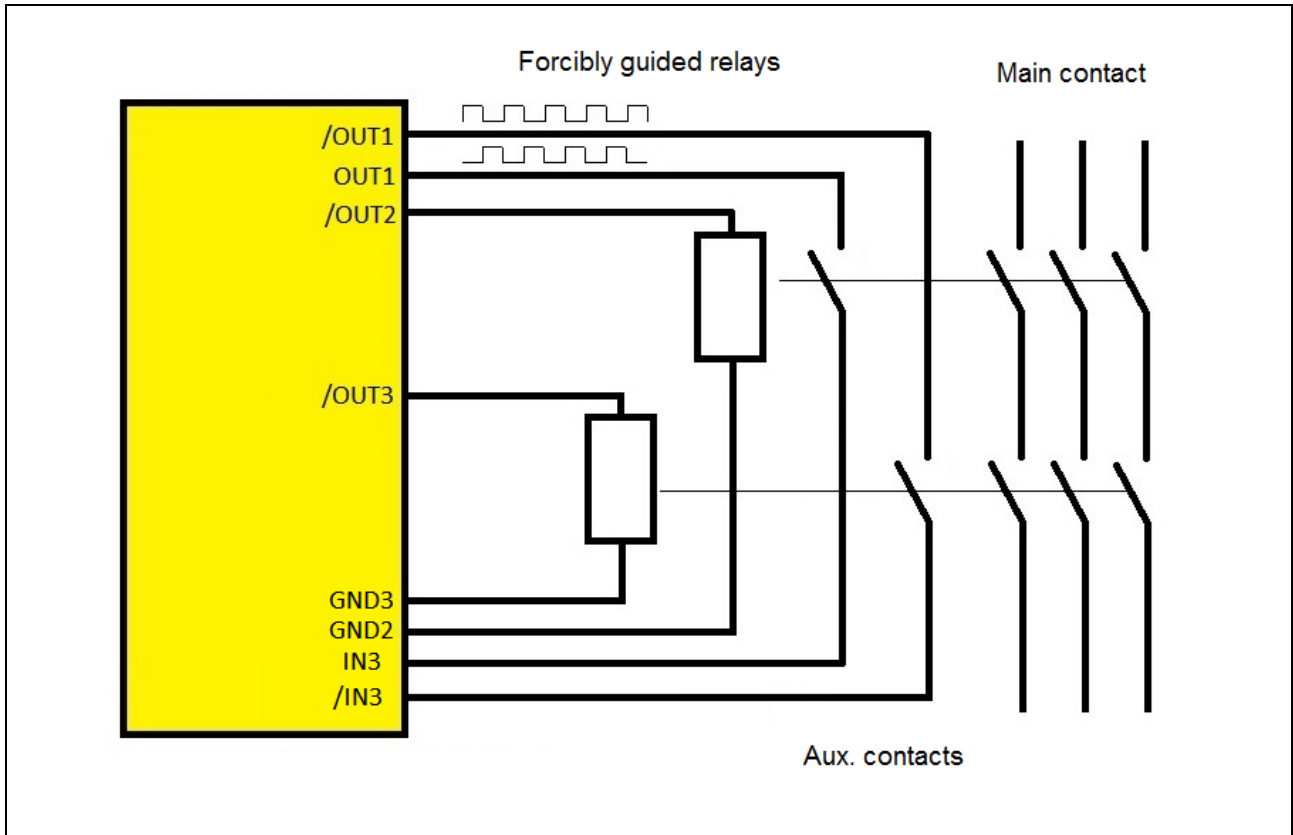 Forcibly guided relays
Main contact
/OUT1
OUT1
/OUT2
/OUT3
GND3
GND2
IN3
/IN3
Aux. contacts